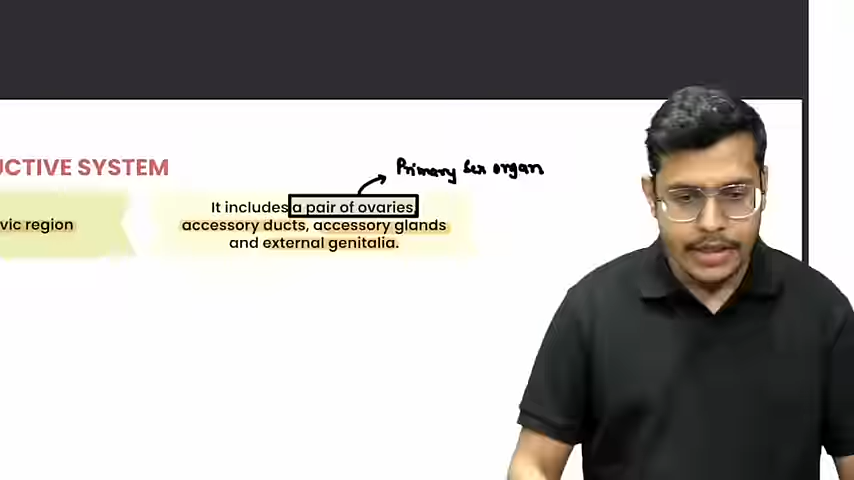 UCTIVE SYSTEM
Primary Sex organ
vic region
It includes a pair of ovaries,
accessory ducts, accessory glands
and external genitalia.